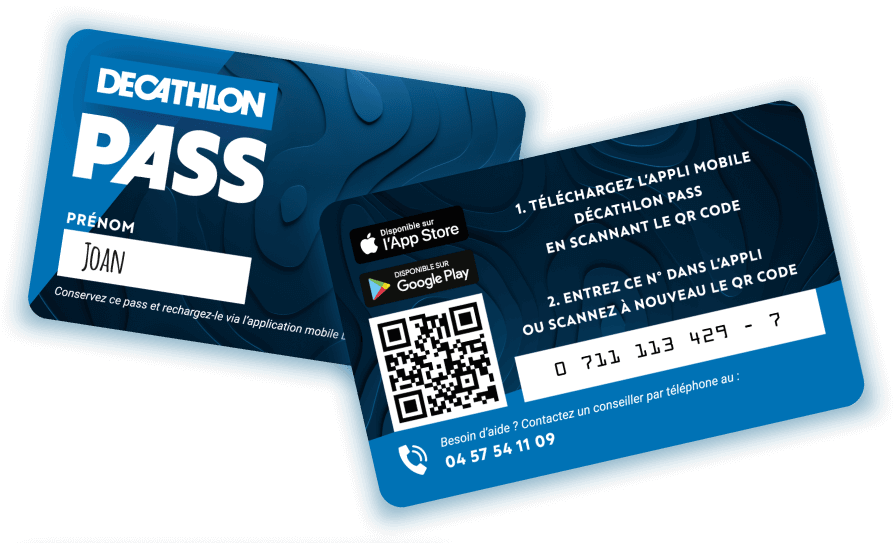 DECATHLON
PASS
PRÉNOM
JOAN
Conservez ce pass et rechargez-le via l'application mobile
Disponible sur
l'App Store
DISPONIBLE SUR
Google Play
1. TÉLÉCHARGEZ L'APPLI MOBILE
DÉCATHLON PASS
EN SCANNANT LE QR CODE
2. ENTREZ CE N° DANS L'APPLI
OU SCANNEZ À NOUVEAU LE QR CODE
0 711 113 429 - 7
Besoin d'aide ? Contactez un conseiller par téléphone au :
04 57 54 11 09